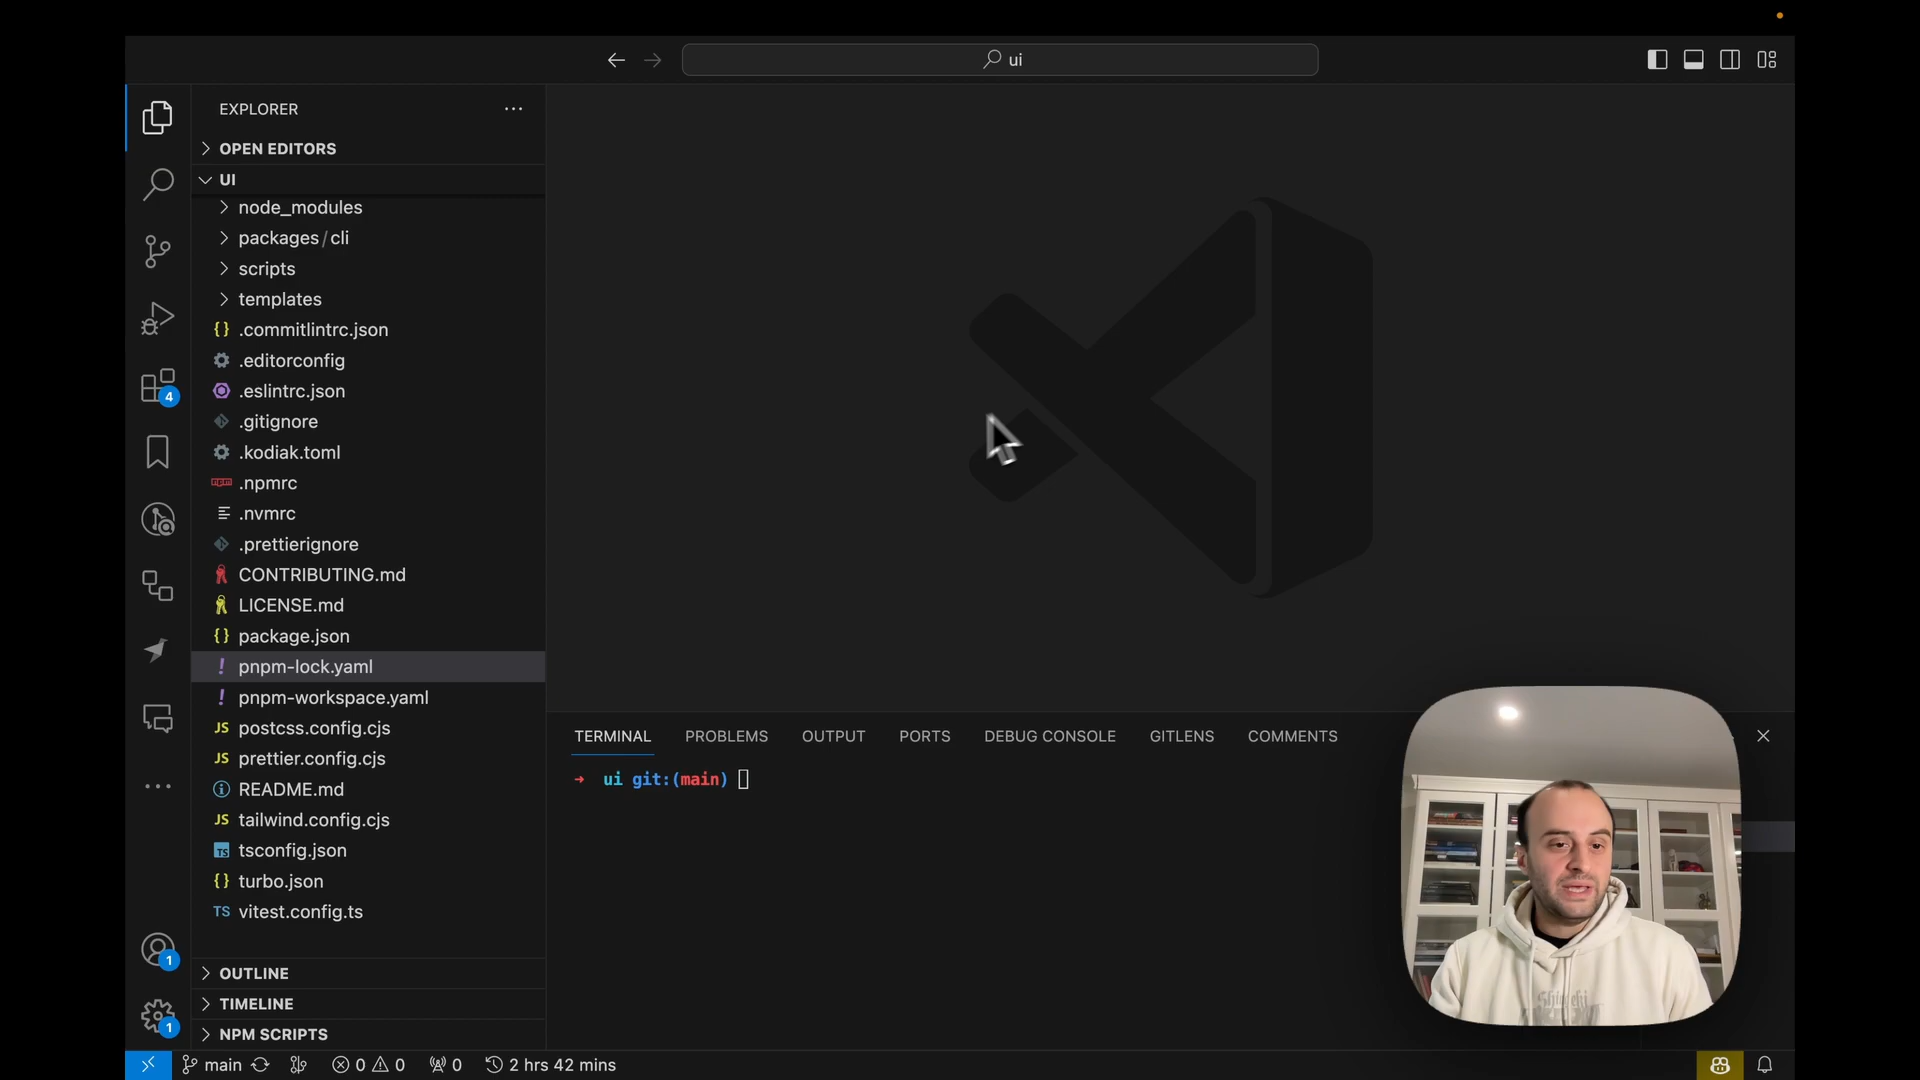 ui
EXPLORER
OPEN EDITORS
UI
node_modules
packages/cli
scripts
templates
.commitlintrc.json
.editorconfig
.eslintrc.json
.gitignore
.kodiak.toml
.npmrc
.nvmrc
.prettierignore
CONTRIBUTING.md
LICENSE.md
package.json
pnpm-lock.yaml
pnpm-workspace.yaml
postcss.config.cjs
prettier.config.cjs
README.md
tailwind.config.cjs
tsconfig.json
turbo.json
vitest.config.ts
OUTLINE
TIMELINE
NPM SCRIPTS
4
1
1
TERMINAL PROBLEMS OUTPUT PORTS DEBUG CONSOLE GITLENS COMMENTS
➜ ui git:(main)
main 0 0 0 2 hrs 42 mins